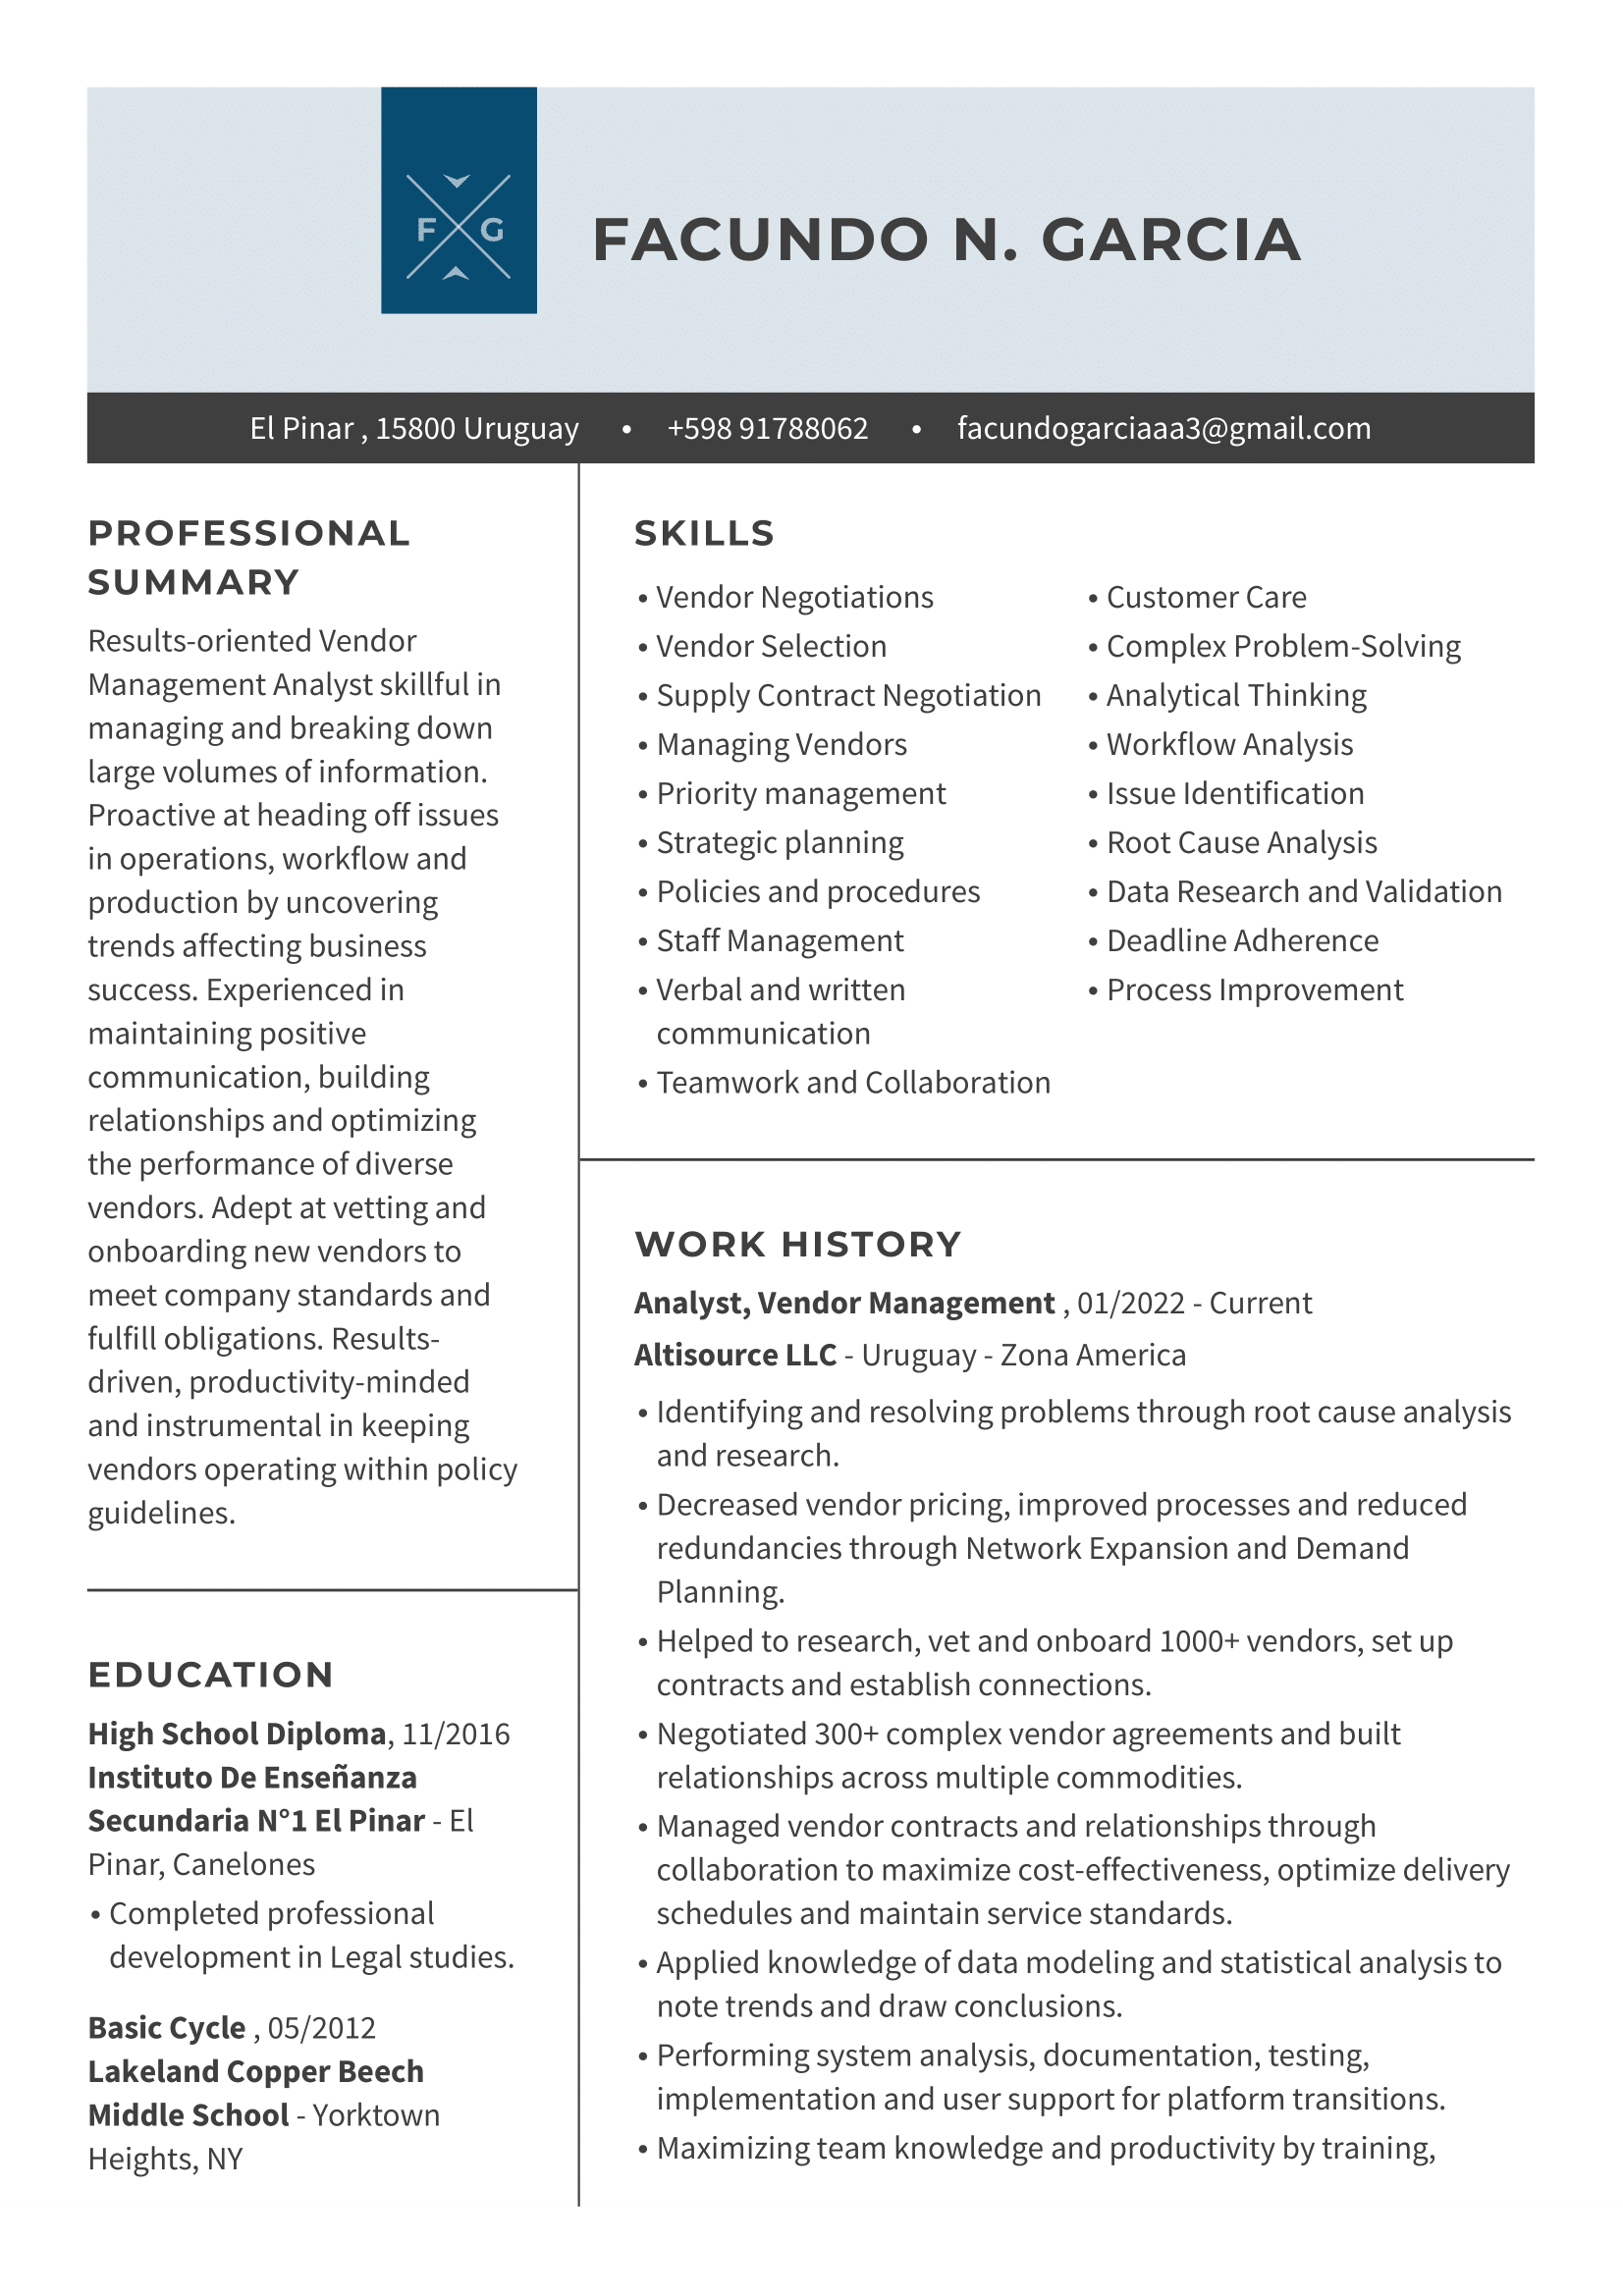 F G
FACUNDO N. GARCIA
El Pinar , 15800 Uruguay • +598 91788062 • facundogarciaaa3@gmail.com
PROFESSIONAL
SUMMARY
Results-oriented Vendor
Management Analyst skillful in
managing and breaking down
large volumes of information.
Proactive at heading off issues
in operations, workflow and
production by uncovering
trends affecting business
success. Experienced in
maintaining positive
communication, building
relationships and optimizing
the performance of diverse
vendors. Adept at vetting and
onboarding new vendors to
meet company standards and
fulfill obligations. Results-
driven, productivity-minded
and instrumental in keeping
vendors operating within policy
guidelines.
EDUCATION
High School Diploma, 11/2016
Instituto De Enseñanza
Secundaria N°1 El Pinar - El
Pinar, Canelones
• Completed professional
development in Legal studies.
Basic Cycle , 05/2012
Lakeland Copper Beech
Middle School - Yorktown
Heights, NY
SKILLS
• Vendor Negotiations
• Vendor Selection
• Supply Contract Negotiation
• Managing Vendors
• Priority management
• Strategic planning
• Policies and procedures
• Staff Management
• Verbal and written
communication
• Teamwork and Collaboration
• Customer Care
• Complex Problem-Solving
• Analytical Thinking
• Workflow Analysis
• Issue Identification
• Root Cause Analysis
• Data Research and Validation
• Deadline Adherence
• Process Improvement
WORK HISTORY
Analyst, Vendor Management , 01/2022 - Current
Altisource LLC - Uruguay - Zona America
• Identifying and resolving problems through root cause analysis
and research.
• Decreased vendor pricing, improved processes and reduced
redundancies through Network Expansion and Demand
Planning.
• Helped to research, vet and onboard 1000+ vendors, set up
contracts and establish connections.
• Negotiated 300+ complex vendor agreements and built
relationships across multiple commodities.
• Managed vendor contracts and relationships through
collaboration to maximize cost-effectiveness, optimize delivery
schedules and maintain service standards.
• Applied knowledge of data modeling and statistical analysis to
note trends and draw conclusions.
• Performing system analysis, documentation, testing,
implementation and user support for platform transitions.
• Maximizing team knowledge and productivity by training,